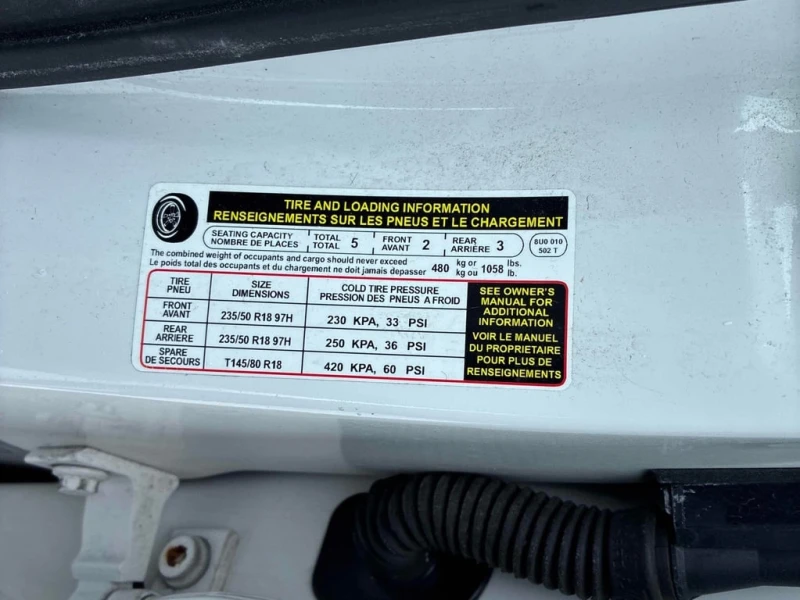 TIRE AND LOADING INFORMATION
RENSEIGNEMENTS SUR LES PNEUS ET LE CHARGEMENT
SEATING CAPACITY TOTAL 5 FRONT 2 REAR 3
NOMBRE DE PLACES TOTAL AVANT ARRIÈRE
8U0 010
502 T
The combined weight of occupants and cargo should never exceed 480 kg or 1058 lbs.
Le poids total des occupants et du chargement ne doit jamais depasser kg ou lb.
TIRE SIZE COLD TIRE PRESSURE
PNEU DIMENSIONS PRESSION DES PNEUS A FROID
FRONT
AVANT 235/50 R18 97H 230 KPA, 33 PSI
REAR
ARRIERE 235/50 R18 97H 250 KPA, 36 PSI
SPARE
DE SECOURS T145/80 R18 420 KPA, 60 PSI
SEE OWNER'S
MANUAL FOR
ADDITIONAL
INFORMATION
VOIR LE MANUEL
DU PROPRIETAIRE
POUR PLUS DE
RENSEIGNEMENTS